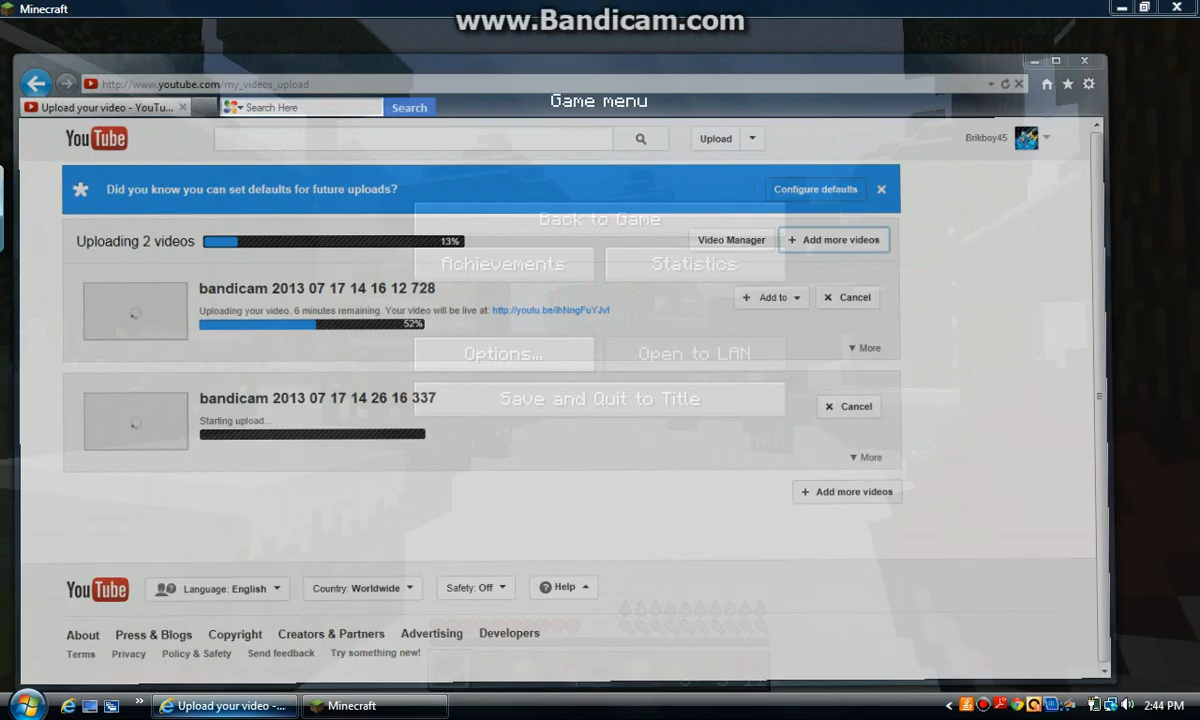 Minecraft
www.Bandicam.com
http://www.youtube.com/my_videos_upload
Upload your video - YouTu...
Search Here
Search
Game menu
YouTube
Upload
Brikboy45
Did you know you can set defaults for future uploads?
Configure defaults
Back to Game
Uploading 2 videos
13%
Video Manager
+ Add more videos
Achievements
Statistics
bandicam 2013 07 17 14 16 12 728
+ Add to
Cancel
Uploading your video. 6 minutes remaining. Your video will be live at: http://youtu.be/ihNngFuYJvI
52%
More
Options...
Open to LAN
bandicam 2013 07 17 14 26 16 337
Save and Quit to Title
Cancel
Starting upload...
More
+ Add more videos
YouTube
Language: English
Country: Worldwide
Safety: Off
Help
About
Press & Blogs
Copyright
Creators & Partners
Advertising
Developers
Terms
Privacy
Policy & Safety
Send feedback
Try something new!
Upload your video -...
Minecraft
2:44 PM